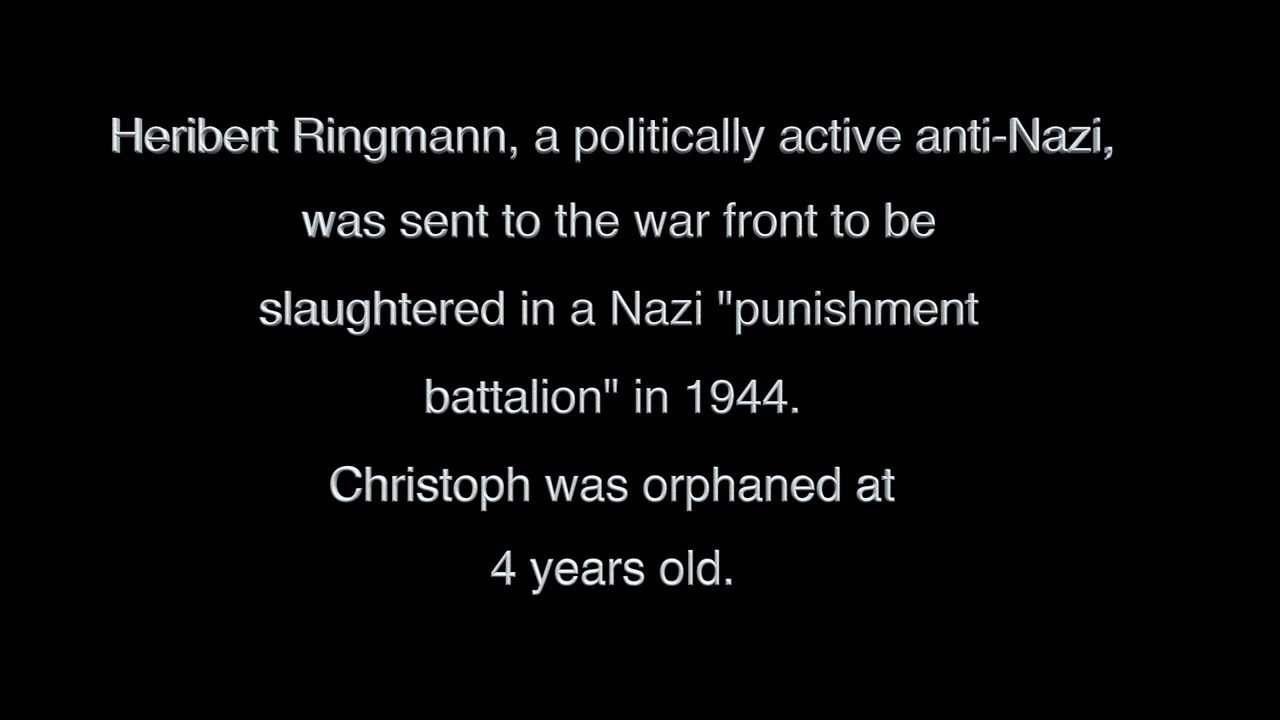 Heribert Ringmann, a politically active anti-Nazi,
was sent to the war front to be
slaughtered in a Nazi "punishment
battalion" in 1944.
Christoph was orphaned at
4 years old.